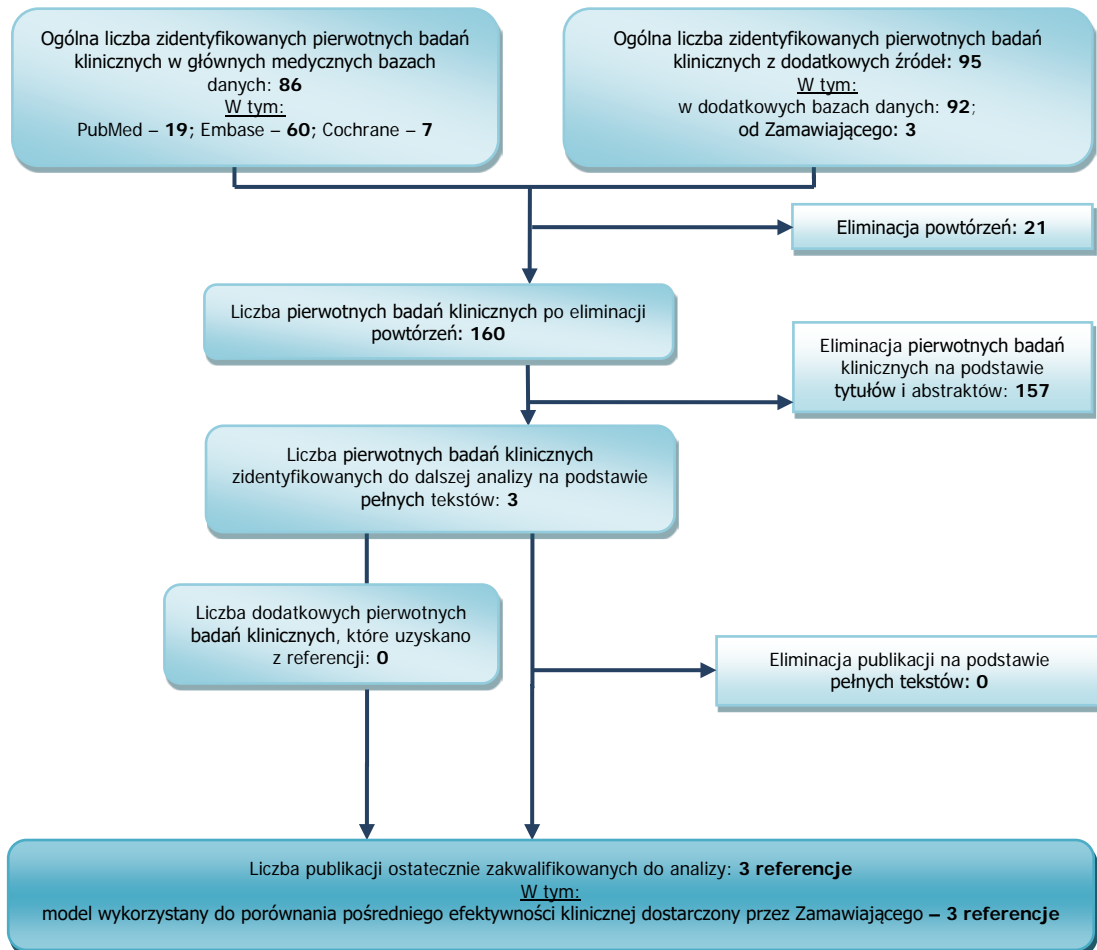 Ogólna liczba zidentyfikowanych pierwotnych badań
klinicznych w głównych medycznych bazach
danych: 86
W tym:
PubMed – 19; Embase – 60; Cochrane – 7
Ogólna liczba zidentyfikowanych pierwotnych badań
klinicznych z dodatkowych źródeł: 95
W tym:
w dodatkowych bazach danych: 92;
od Zamawiającego: 3
Eliminacja powtórzeń: 21
Liczba pierwotnych badań klinicznych po eliminacji
powtórzeń: 160
Eliminacja pierwotnych badań
klinicznych na podstawie
tytułów i abstraktów: 157
Liczba pierwotnych badań klinicznych
zidentyfikowanych do dalszej analizy na podstawie
pełnych tekstów: 3
Liczba dodatkowych pierwotnych
badań klinicznych, które uzyskano
z referencji: 0
Eliminacja publikacji na podstawie
pełnych tekstów: 0
Liczba publikacji ostatecznie zakwalifikowanych do analizy: 3 referencje
W tym:
model wykorzystany do porównania pośredniego efektywności klinicznej dostarczony przez Zamawiającego – 3 referencje